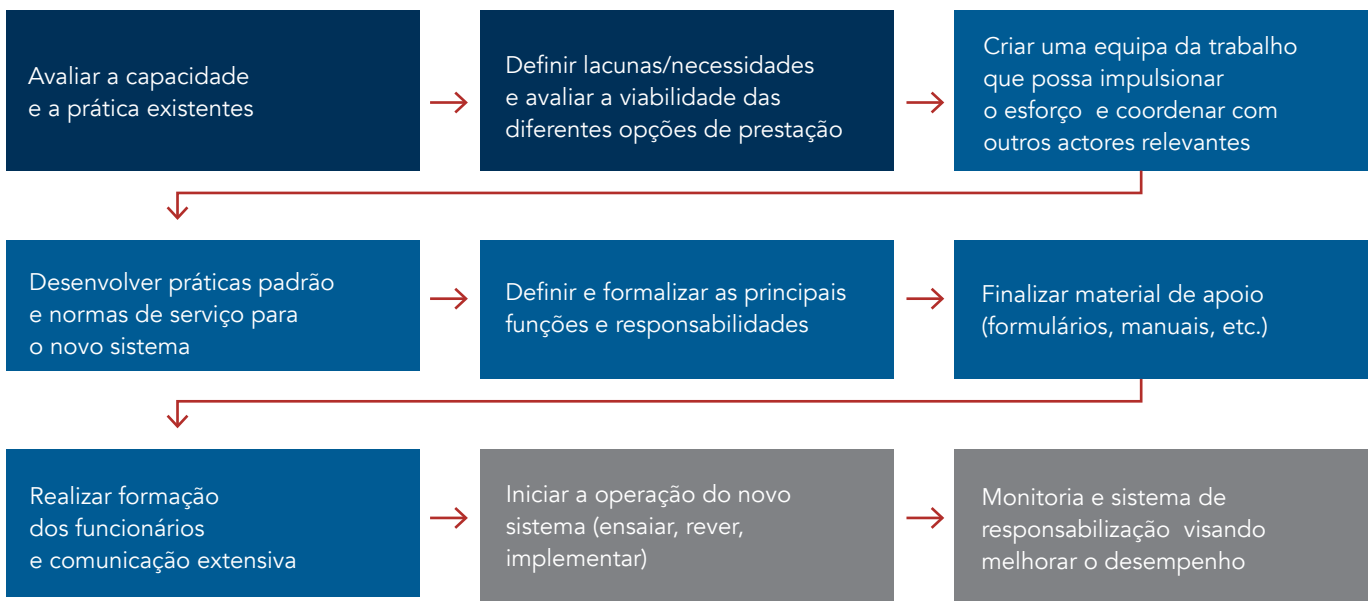 Avaliar a capacidade
e a prática existentes
Definir lacunas/necessidades
e avaliar a viabilidade das
diferentes opções de prestação
Criar uma equipa da trabalho
que possa impulsionar
o esforço e coordenar com
outros actores relevantes
Desenvolver práticas padrão
e normas de serviço para
o novo sistema
Definir e formalizar as principais
funções e responsabilidades
Finalizar material de apoio
(formulários, manuais, etc.)
Realizar formação
dos funcionários
e comunicação extensiva
Iniciar a operação do novo
sistema (ensaiar, rever,
implementar)
Monitoria e sistema de
responsabilização visando
melhorar o desempenho